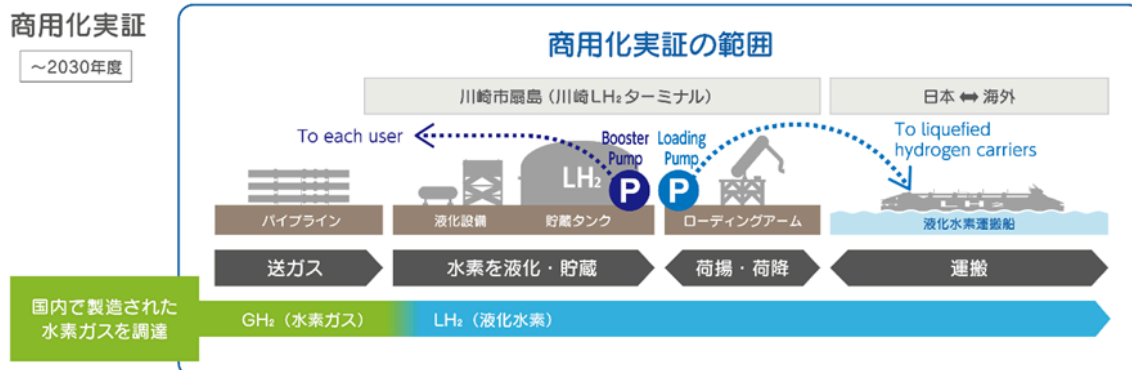 商用化実証
～2030年度
商用化実証の範囲
川崎市扇島（川崎LH₂ターミナル）
日本 ⬌ 海外
To each user
Booster
Pump
Loading
Pump
To liquefied
hydrogen carriers
LH₂
P
P
LH₂
パイプライン
液化設備
貯蔵タンク
ローディングアーム
液化水素運搬船
送ガス
水素を液化・貯蔵
荷揚・荷降
運搬
国内で製造された
水素ガスを調達
GH₂（水素ガス）
LH₂（液化水素）